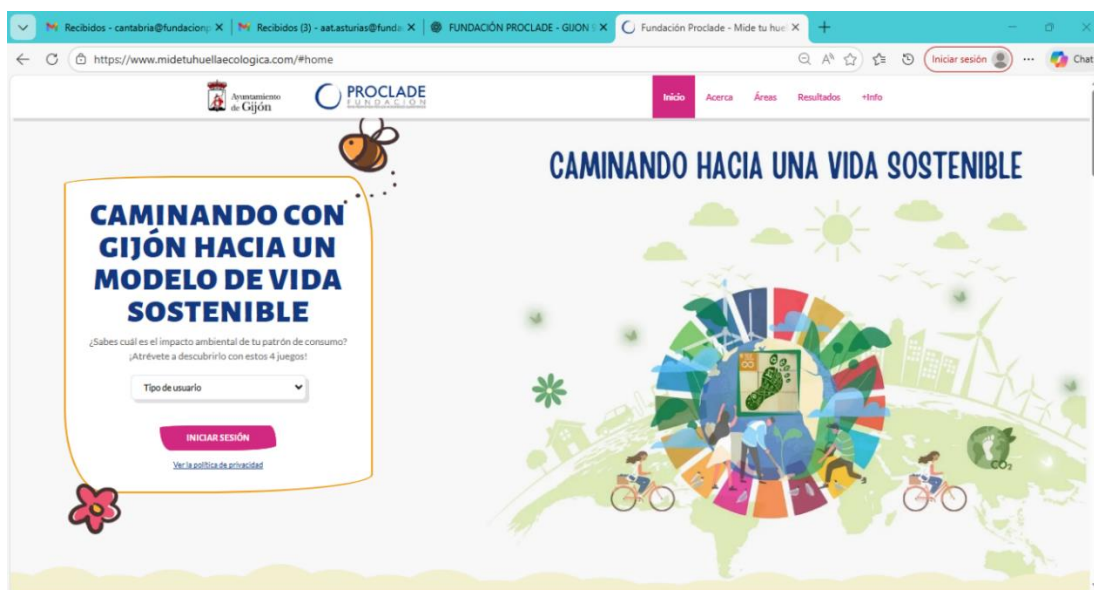 Recibidos - cantabria@fundacionp
Recibidos (3) - aat.asturias@funda
FUNDACIÓN PROCLADE - GIJON
Fundación Proclade - Mide tu hue
https://www.midetuhuellaecologica.com/#home
Iniciar sesión
Chat
Ayuntamiento
de Gijón
PROCLADE
FUNDACIÓN
Inicio Acerca Áreas Resultados +Info
CAMINANDO HACIA UNA VIDA SOSTENIBLE
CAMINANDO CON
GIJÓN HACIA UN
MODELO DE VIDA
SOSTENIBLE
¿Sabes cuál es el impacto ambiental de tu patrón de consumo?
¡Atrévete a descubrirlo con estos 4 juegos!
Tipo de usuario
INICIAR SESIÓN
Ver la política de privacidad
CO₂